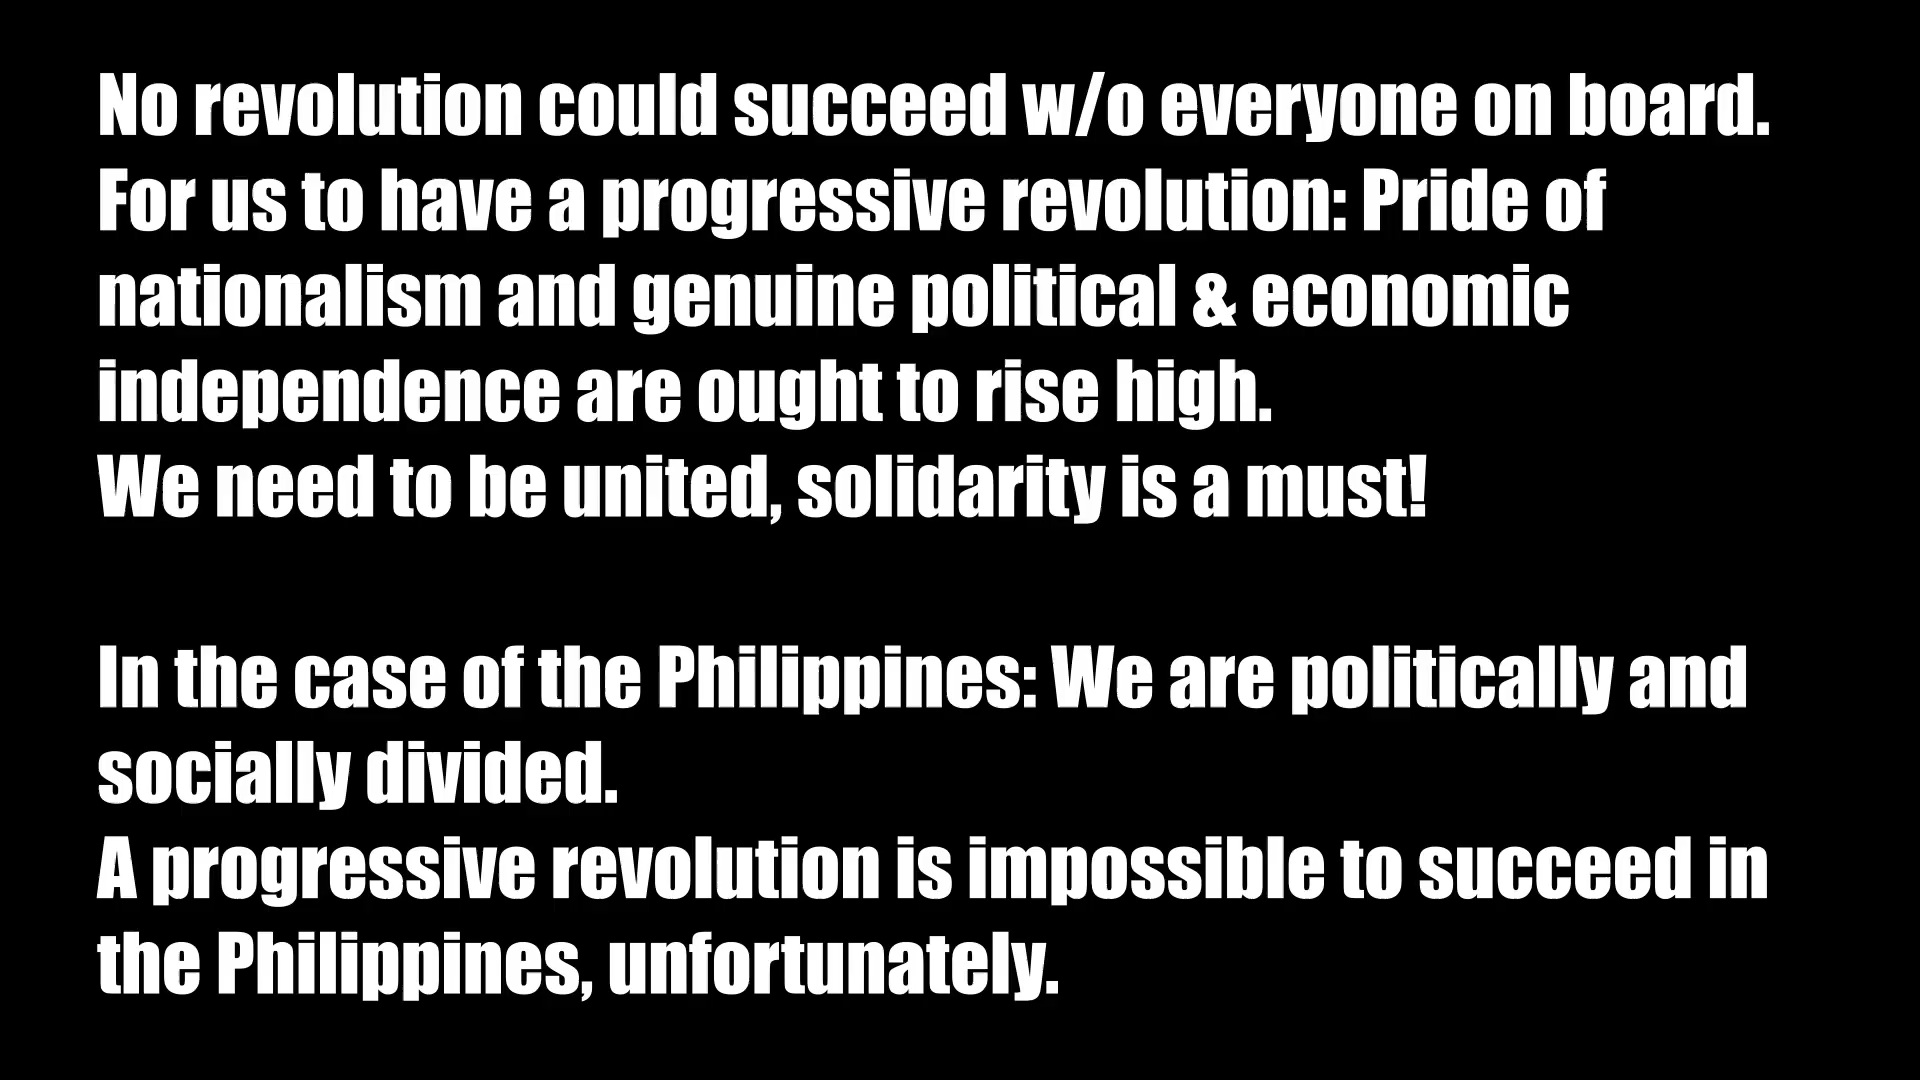 No revolution could succeed w/o everyone on board.
For us to have a progressive revolution: Pride of
nationalism and genuine political & economic
independence are ought to rise high.
We need to be united, solidarity is a must!
In the case of the Philippines: We are politically and
socially divided.
A progressive revolution is impossible to succeed in
the Philippines, unfortunately.